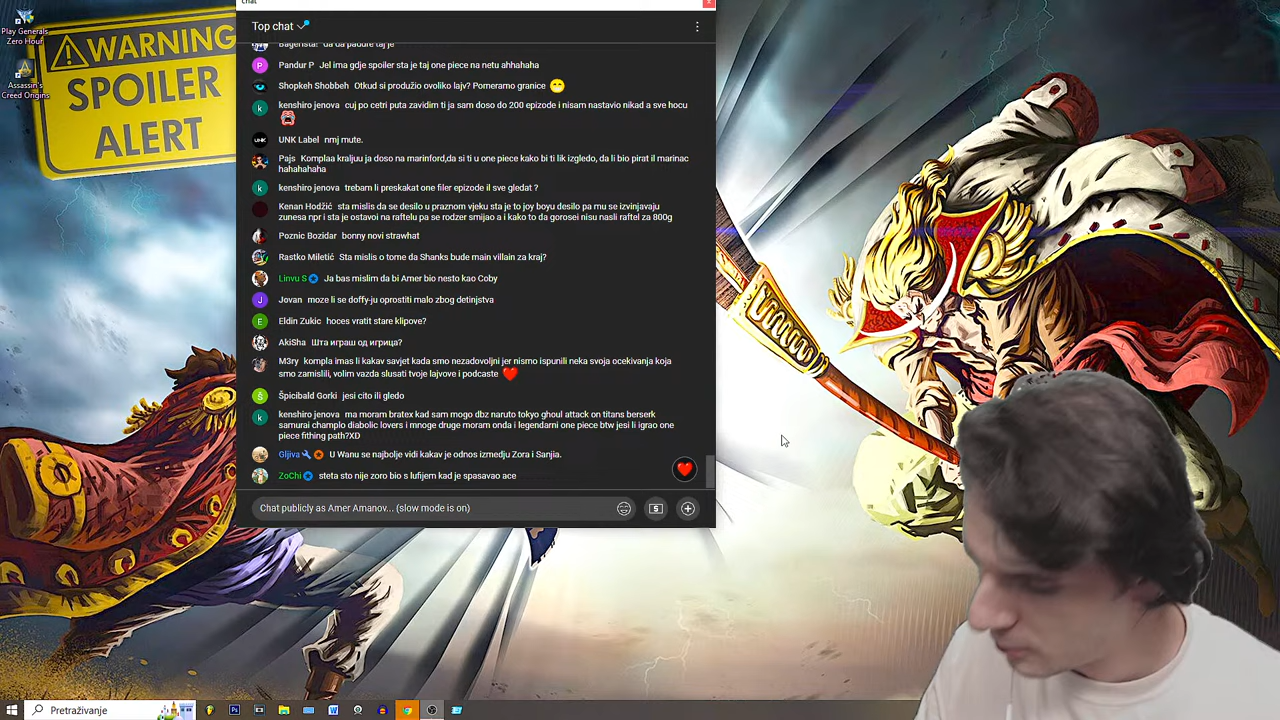 Chat
Top chat
Play Generals
Zero Hour
Assassin's
Creed Origins
WARNING
SPOILER
ALERT
da da padure taj je
Pandur P Jel ima gdje spoiler sta je taj one piece na netu ahhahaha
Shopkeh Shobbeh Otkud si produžio ovoliko lajv? Pomeramo granice 😁
kenshiro jenova cuj po cetri puta zavidim ti ja sam doso do 200 epizode i nisam nastavio nikad a sve hocu
UNK Label nmj mute.
Pajs Komplaa kraljuu ja doso na marinford,da si ti u one piece kako bi ti lik izgledo, da li bio pirat il marinac
hahahahaha
kenshiro jenova trebam li preskakat one filer epizode il sve gledat ?
Kenan Hodžić sta mislis da se desilo u praznom vjeku sta je to joy boyu desilo pa mu se izvinjavaju
zunesa npr i sta je ostavoi na raftelu pa se rodzer smijao a i kako to da gorosei nisu nasli raftel za 800g
Poznic Bozidar bonny novi strawhat
Rastko Miletić Sta mislis o tome da Shanks bude main villain za kraj?
Linvu S Ja bas mislim da bi Amer bio nesto kao Coby
Jovan moze li se doffy-ju oprostiti malo zbog detinjstva
Eldin Zukic hoces vratit stare klipove?
AkiSha Шта играш од игрица?
M3ry kompla imas li kakav savjet kada smo nezadovoljni jer nismo ispunili neka svoja ocekivanja koja
smo zamislili, volim vazda slusati tvoje lajvove i podcaste ❤️
Špicibald Gorki jesi cito ili gledo
kenshiro jenova ma moram bratex kad sam mogo dbz naruto tokyo ghoul attack on titans berserk
samurai champlo diabolic lovers i mnoge druge moram onda i legendarni one piece btw jesi li igrao one
piece fithing path?XD
Gljiva U Wanu se najbolje vidi kakav je odnos izmedju Zora i Sanjia.
ZoChi steta sto nije zoro bio s lufijem kad je spasavao ace
Chat publicly as Amer Amanov... (slow mode is on)
Pretraživanje